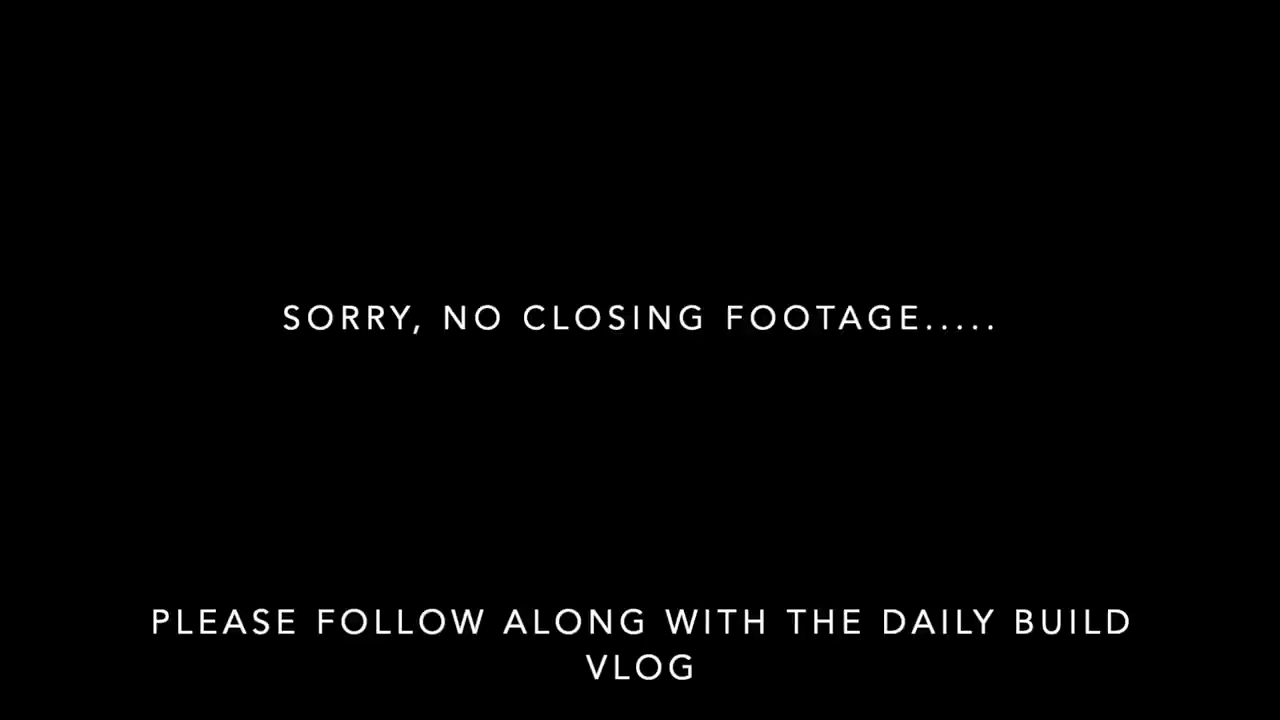 SORRY, NO CLOSING FOOTAGE.....
PLEASE FOLLOW ALONG WITH THE DAILY BUILD
VLOG